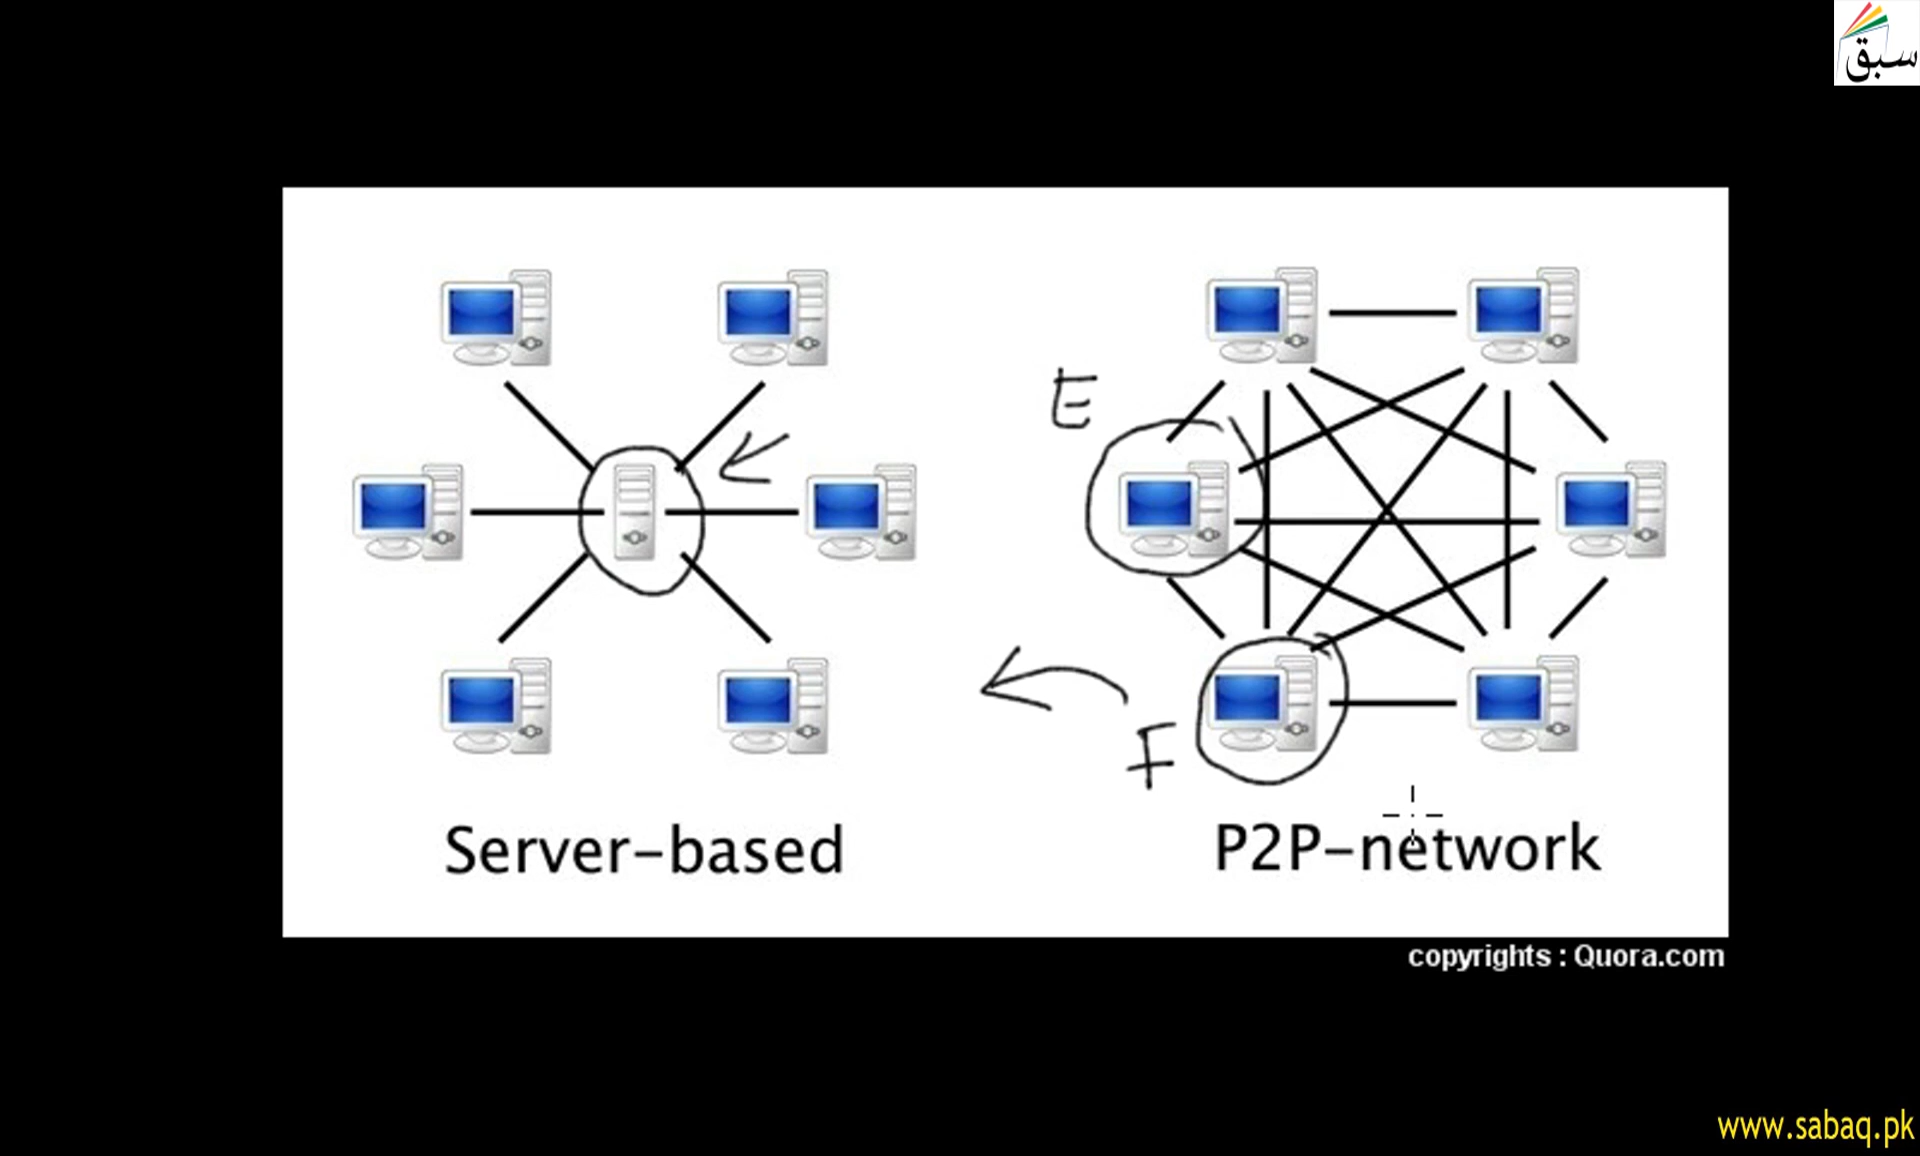 سبق
E
F
Server-based
P2P-network
copyrights : Quora.com
www.sabaq.pk